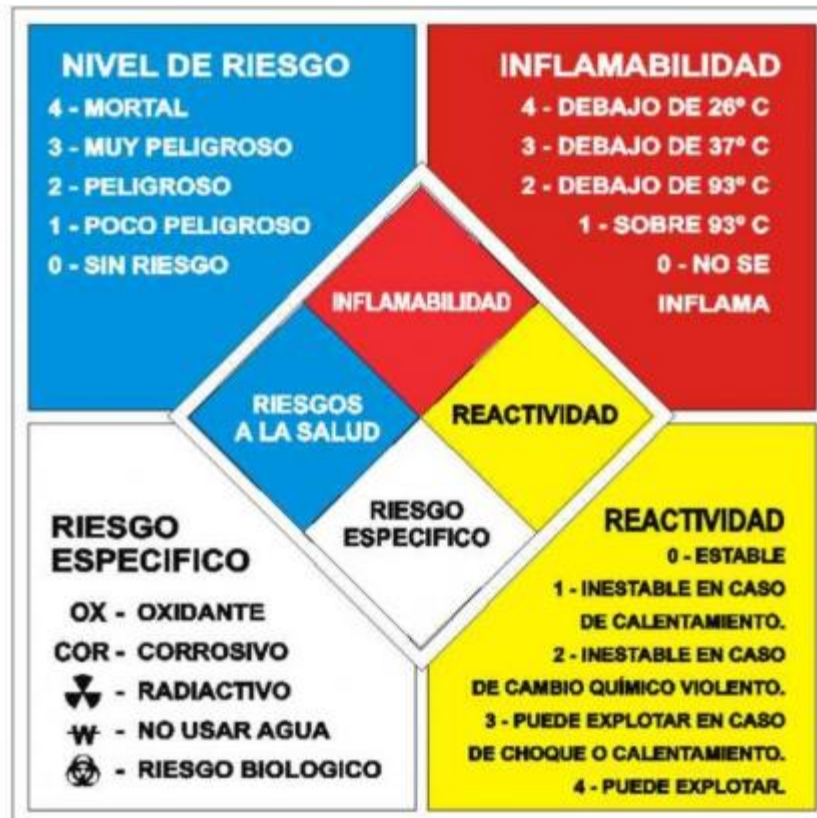 NIVEL DE RIESGO
4 - MORTAL
3 - MUY PELIGROSO
2 - PELIGROSO
1 - POCO PELIGROSO
0 - SIN RIESGO
INFLAMABILIDAD
4 - DEBAJO DE 26º C
3 - DEBAJO DE 37º C
2 - DEBAJO DE 93º C
1 - SOBRE 93º C
0 - NO SE
INFLAMA
INFLAMABILIDAD
RIESGOS
A LA SALUD
REACTIVIDAD
RIESGO
ESPECIFICO
RIESGO
ESPECIFICO
OX - OXIDANTE
COR - CORROSIVO
- RADIACTIVO
W - NO USAR AGUA
- RIESGO BIOLOGICO
REACTIVIDAD
0 - ESTABLE
1 - INESTABLE EN CASO
DE CALENTAMIENTO.
2 - INESTABLE EN CASO
DE CAMBIO QUÍMICO VIOLENTO.
3 - PUEDE EXPLOTAR EN CASO
DE CHOQUE O CALENTAMIENTO.
4 - PUEDE EXPLOTAR.